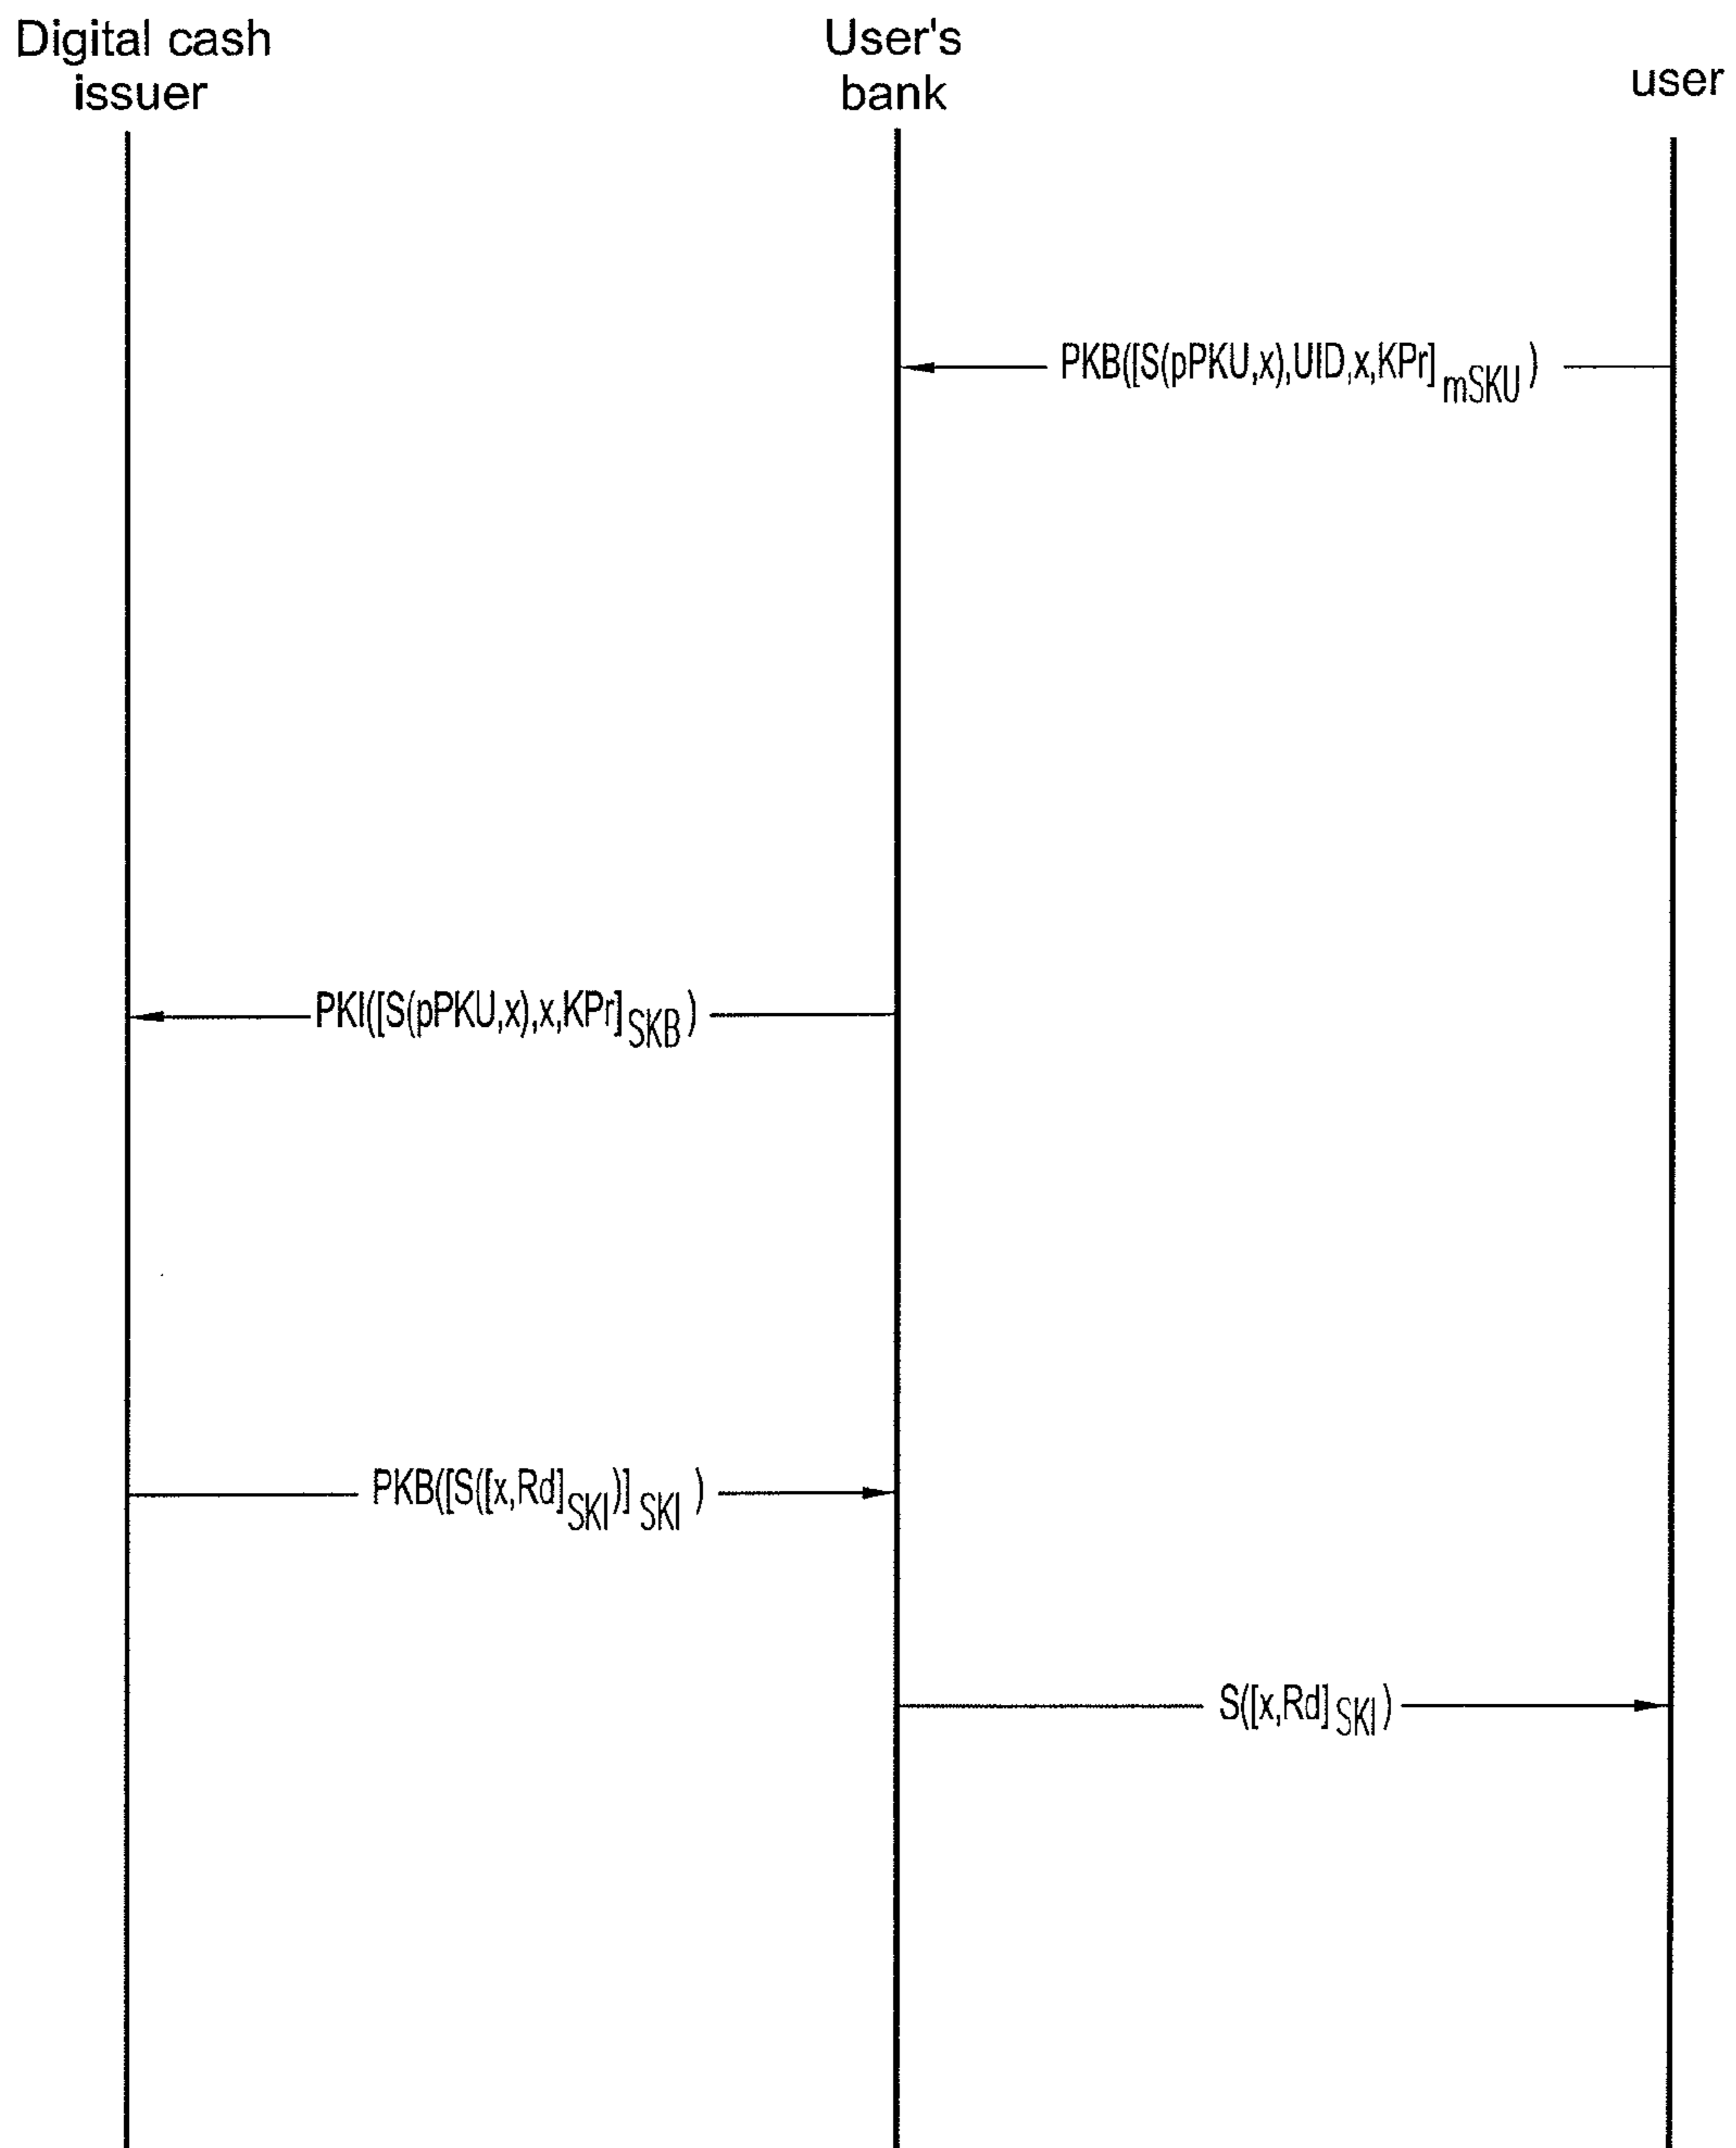 Digital cash
issuer
User's
bank
user
PKB([S(pPKU,x),UID,x,KPr]mSKU)
PKI([S(pPKU,x),x,KPr]SKB)
PKB([S([x,Rd]SKI)]SKI)
S([x,Rd]SKI)